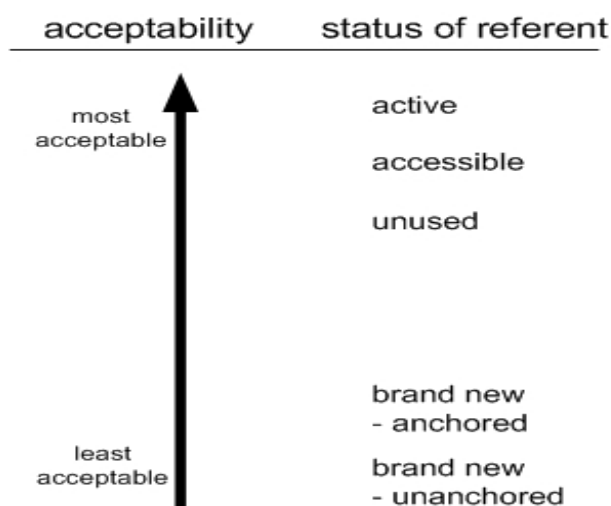 acceptability status of referent
most
acceptable
active
accessible
unused
brand new
- anchored
least
acceptable
brand new
- unanchored